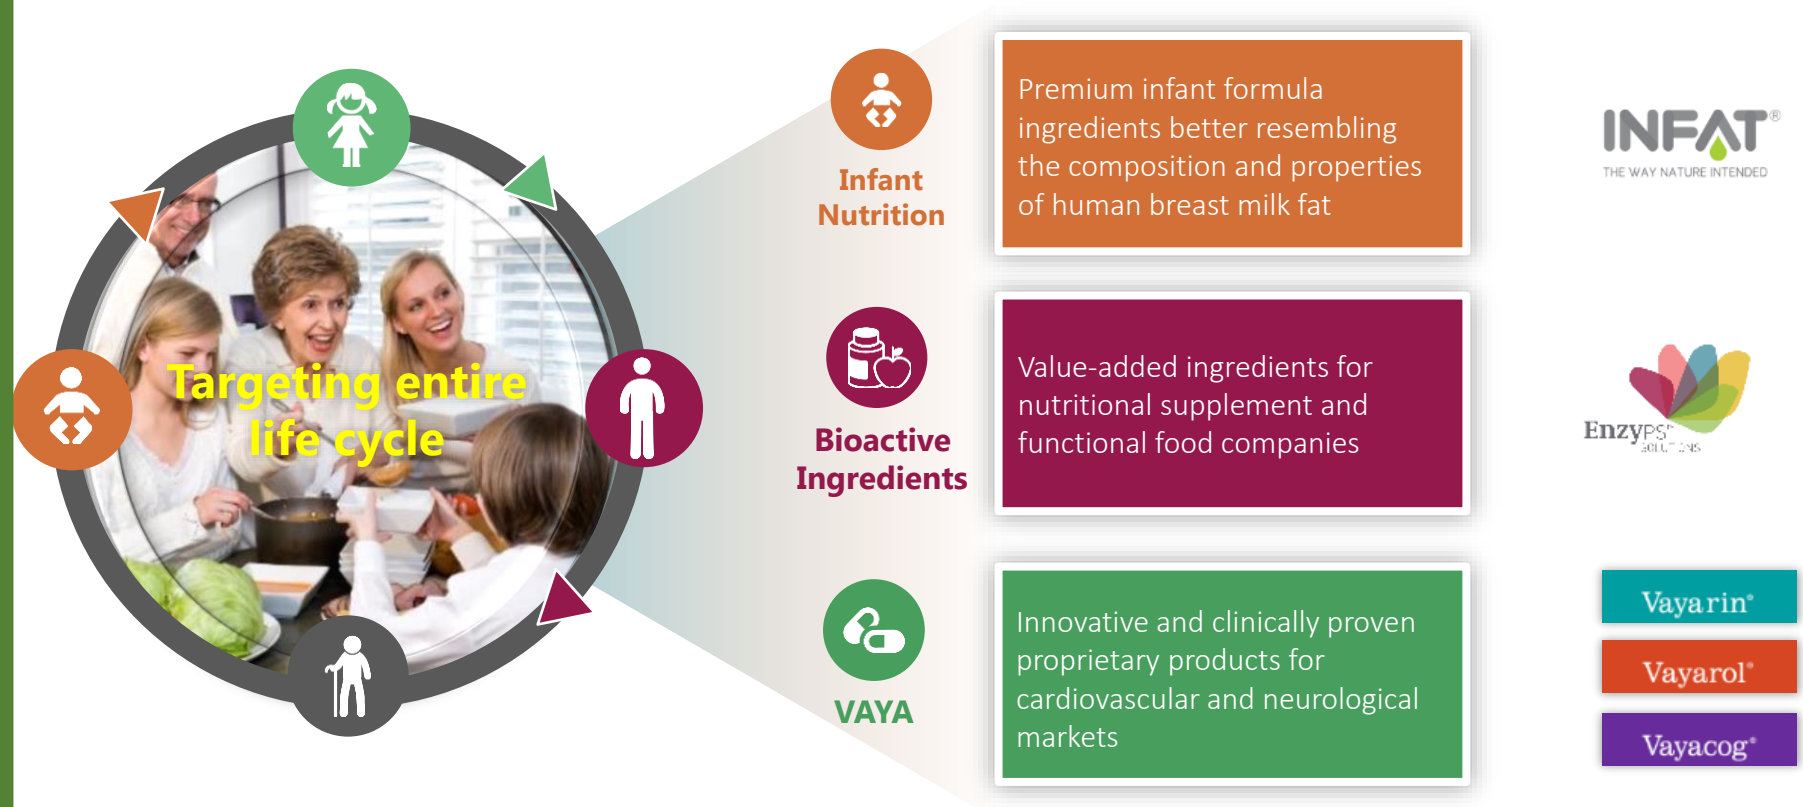 Targeting entire
life cycle
Infant
Nutrition
Premium infant formula
ingredients better resembling
the composition and properties
of human breast milk fat
INFAT®
THE WAY NATURE INTENDED
Bioactive
Ingredients
Value-added ingredients for
nutritional supplement and
functional food companies
EnzyPS
VAYA
Innovative and clinically proven
proprietary products for
cardiovascular and neurological
markets
Vayarin®
Vayarol®
Vayacog®